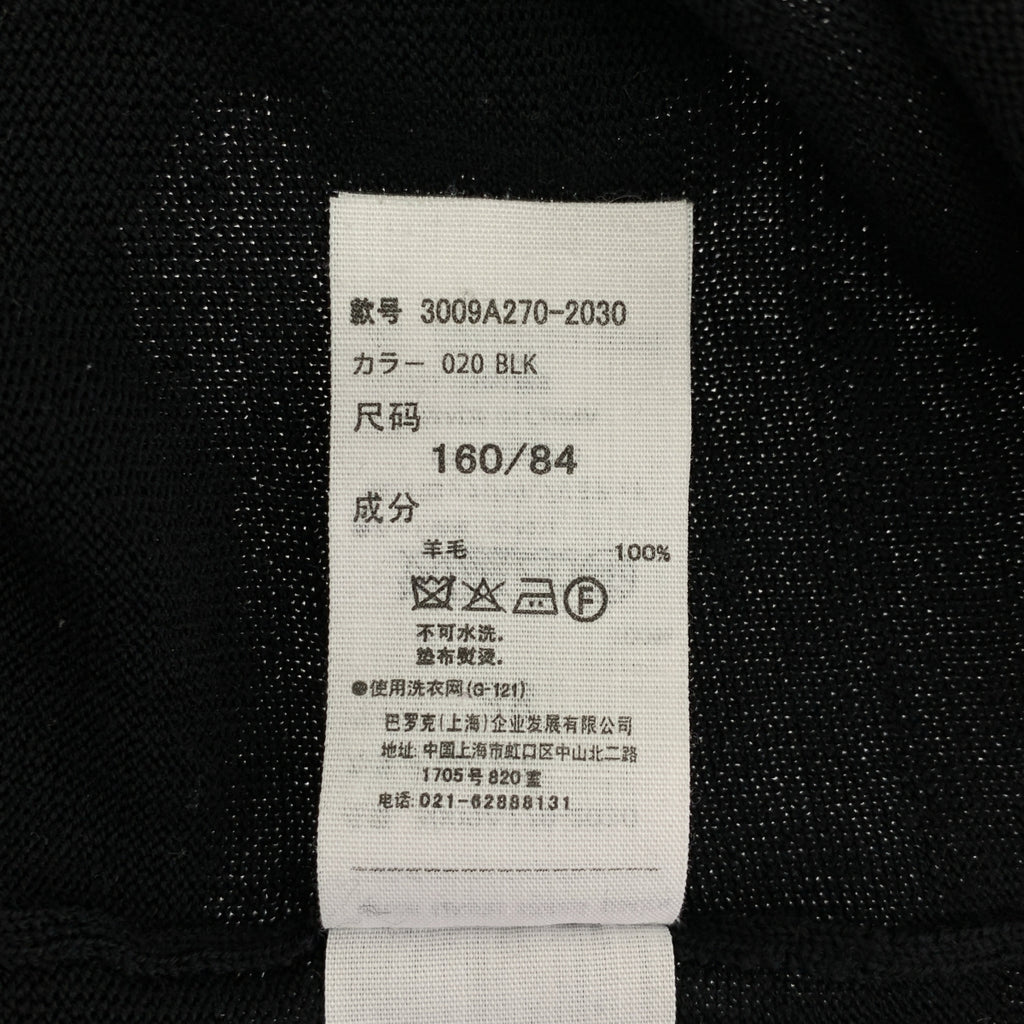 款号 3009A270-2030
カラー 020 BLK
尺码
160/84
成分
羊毛 100%
F
不可水洗.
垫布熨烫.
●使用洗衣网(G-121)
巴罗克(上海)企业发展有限公司
地址: 中国上海市虹口区中山北二路
1705号 820室
电话: 021-62888131